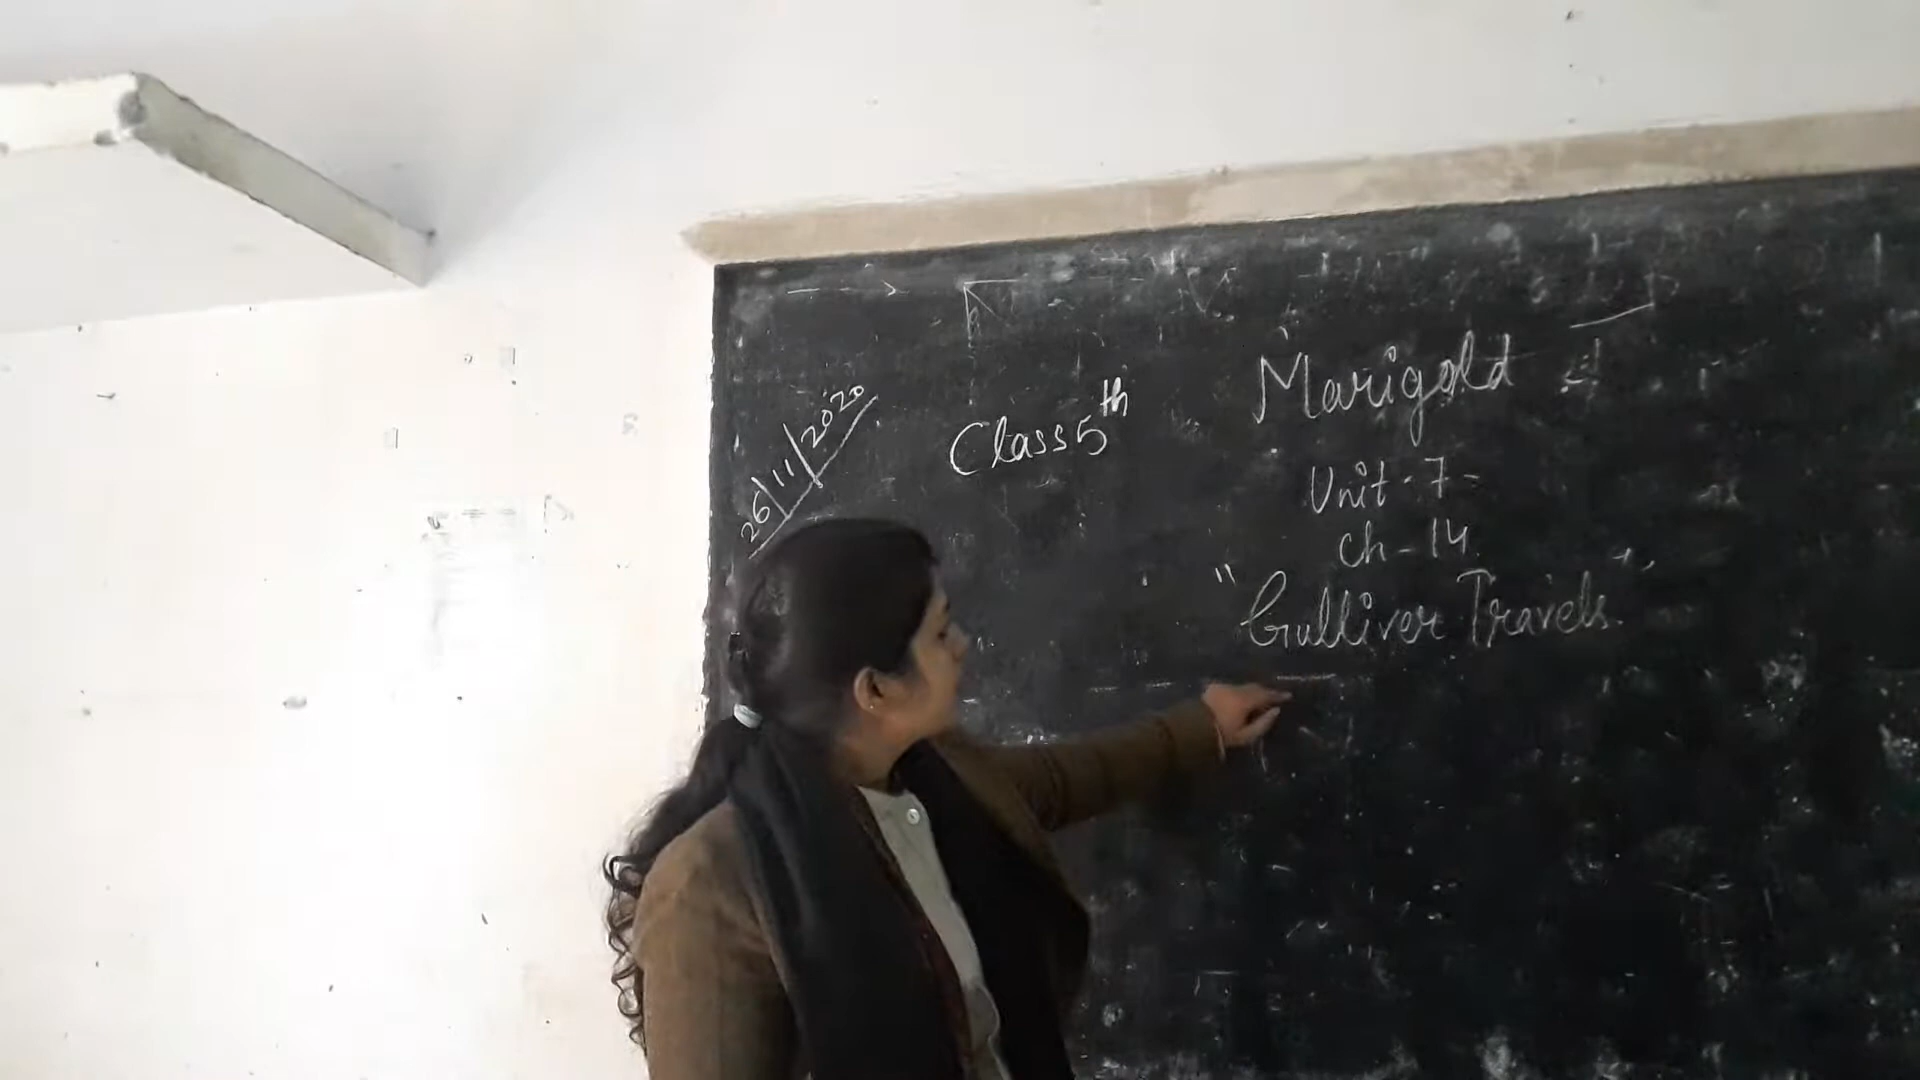 26/11/2020
Class 5th
Marigold
Unit - 7 -
Ch - 14
"Gulliver Travels"